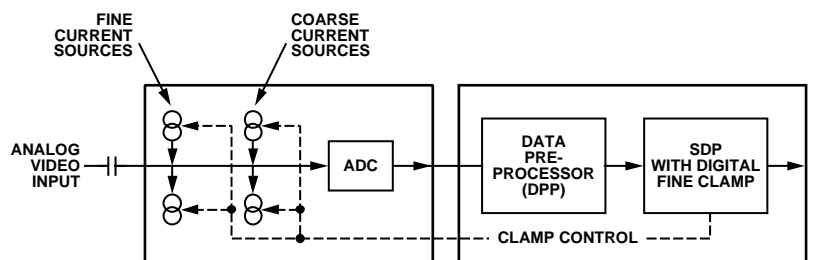 FINE
CURRENT
SOURCES
COARSE
CURRENT
SOURCES
ANALOG
VIDEO
INPUT
ADC
DATA
PRE-
PROCESSOR
(DPP)
SDP
WITH DIGITAL
FINE CLAMP
CLAMP CONTROL